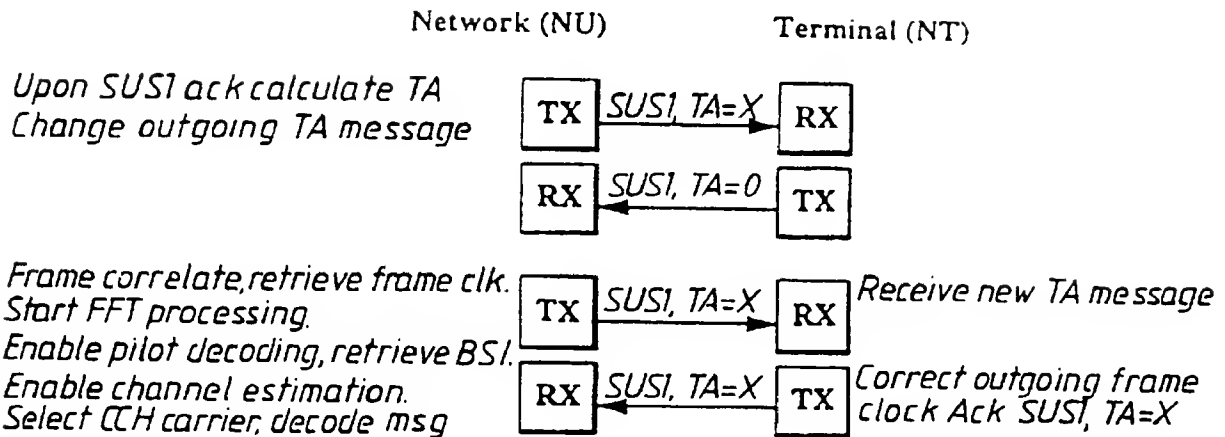 Network (NU) Terminal (NT)
Upon SUS1 ack calculate TA
Change outgoing TA message
TX SUS1, TA=X RX
RX SUS1, TA=0 TX
Frame correlate, retrieve frame clk.
Start FFT processing.
Enable pilot decoding, retrieve BSI.
Enable channel estimation.
Select CCH carrier, decode msg
TX SUS1, TA=X RX
Receive new TA message
RX SUS1, TA=X TX
Correct outgoing frame
clock Ack SUS1, TA=X